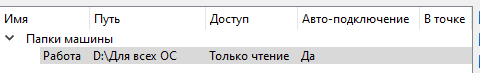 Имя Путь Доступ Авто-подключение В точке
Папки машины
Работа D:\Для всех ОС Только чтение Да